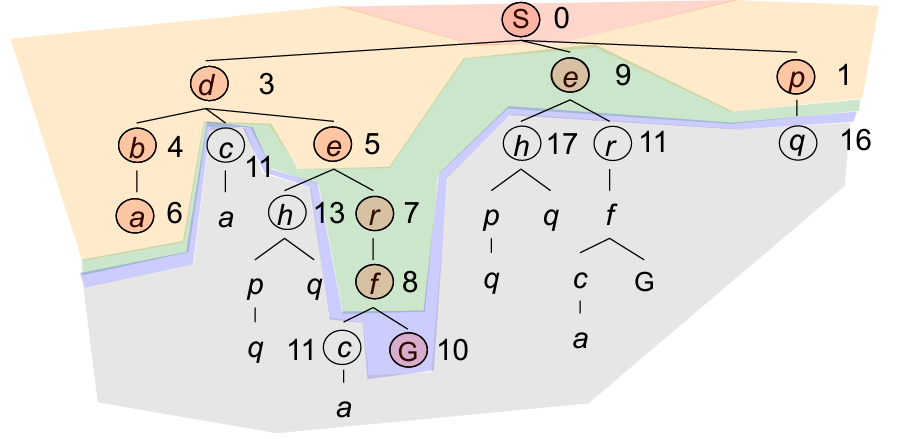 S 0
d 3 e 9 p 1
b 4 c 11 e 5 h 17 r 11 q 16
a 6 a h 13 r 7 p q f
p q f 8 q c G
q 11 c G 10 a
a